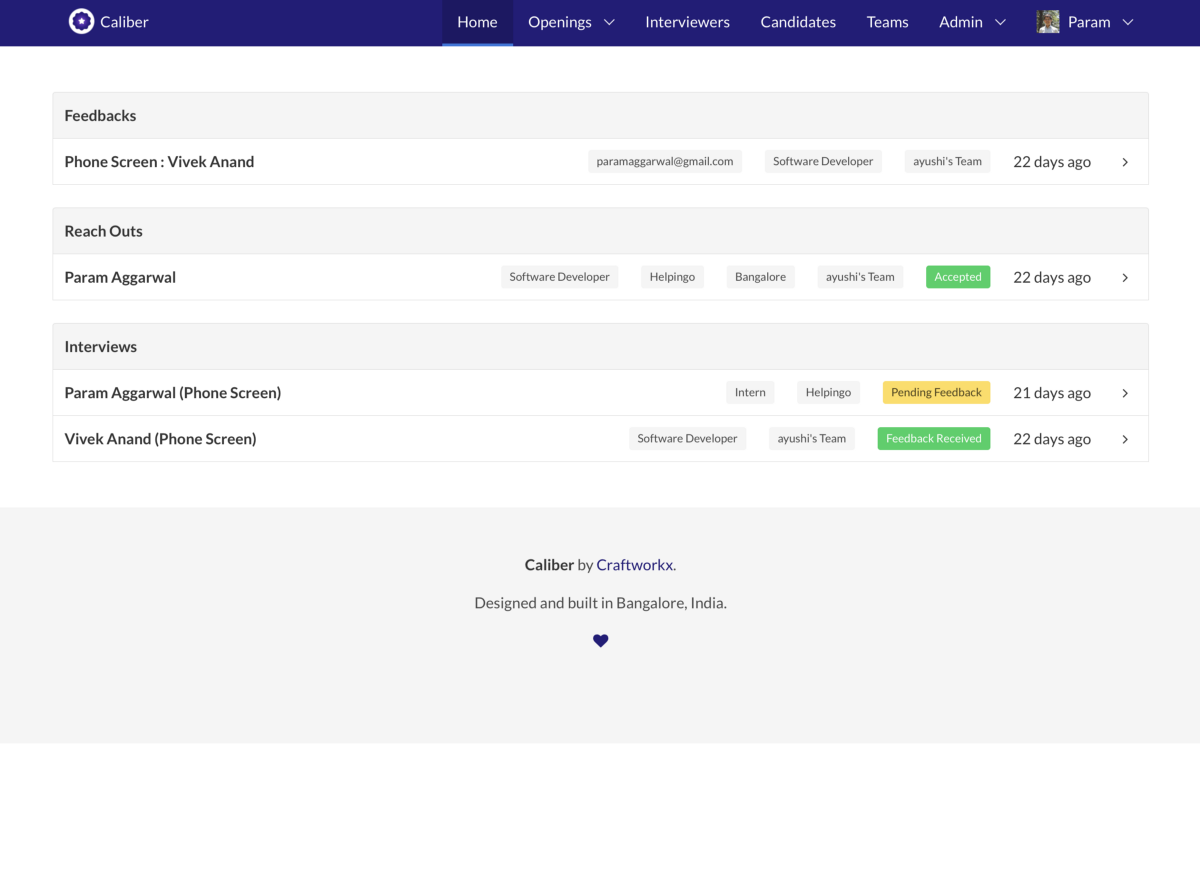 Caliber Home Openings Interviewers Candidates Teams Admin Param
Feedbacks
Phone Screen : Vivek Anand paramaggarwal@gmail.com Software Developer ayushi's Team 22 days ago
Reach Outs
Param Aggarwal Software Developer Helpingo Bangalore ayushi's Team Accepted 22 days ago
Interviews
Param Aggarwal (Phone Screen) Intern Helpingo Pending Feedback 21 days ago
Vivek Anand (Phone Screen) Software Developer ayushi's Team Feedback Received 22 days ago
Caliber by Craftworkx.
Designed and built in Bangalore, India.